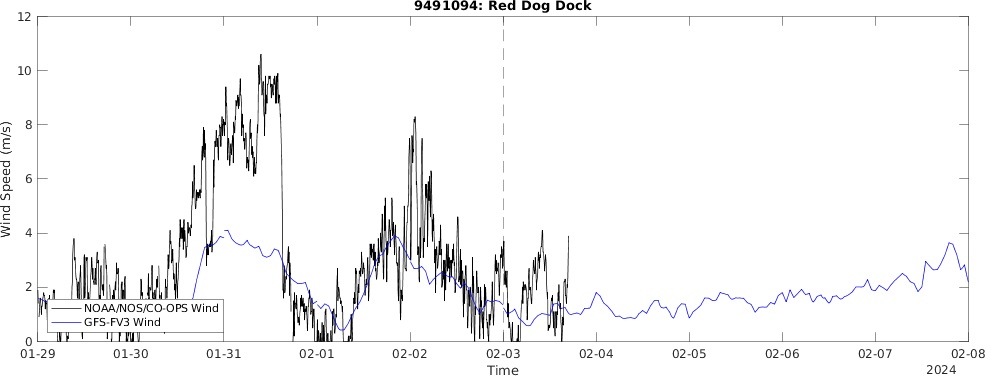 9491094: Red Dog Dock
Wind Speed (m/s)
12
10
8
6
4
2
0
NOAA/NOS/CO-OPS Wind
GFS-FV3 Wind
01-29 01-30 01-31 02-01 02-02 02-03 02-04 02-05 02-06 02-07 02-08
Time
2024